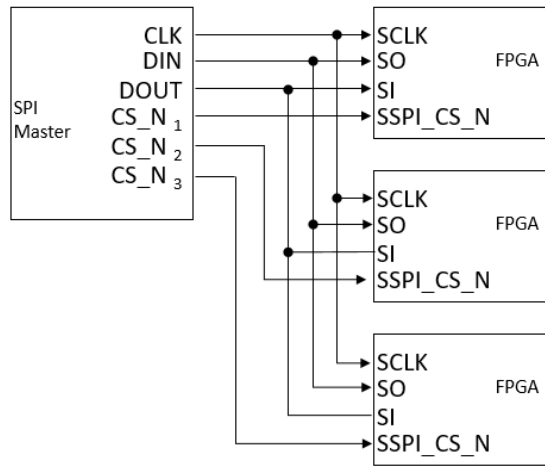 SPI
Master
CLK
DIN
DOUT
CS_N 1
CS_N 2
CS_N 3
SCLK
SO
SI
SSPI_CS_N
FPGA
SCLK
SO
SI
SSPI_CS_N
FPGA
SCLK
SO
SI
SSPI_CS_N
FPGA